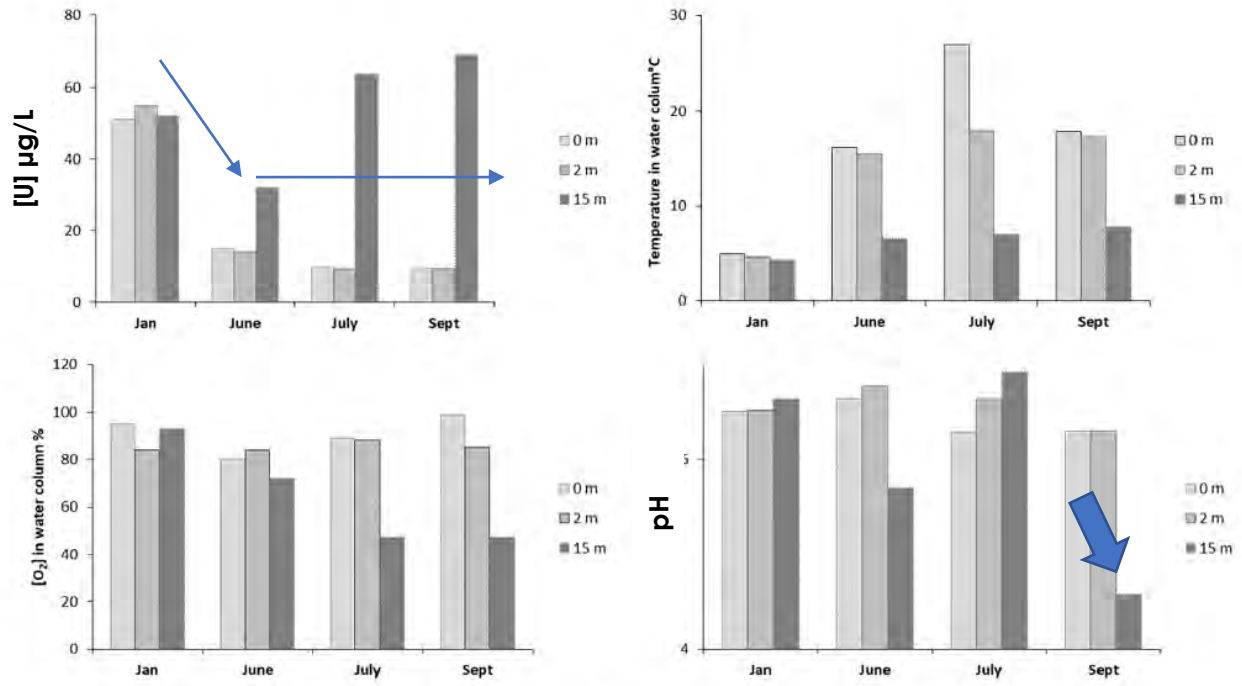 80
60
40
20
0
[U] µg/L
Jan June July Sept
0 m
2 m
15 m
30
20
10
0
Temperature in water colum°C
Jan June July Sept
0 m
2 m
15 m
120
100
80
60
40
20
0
[O₂] in water column %
Jan June July Sept
0 m
2 m
15 m
4
pH
Jan June July Sept
0 m
2 m
15 m